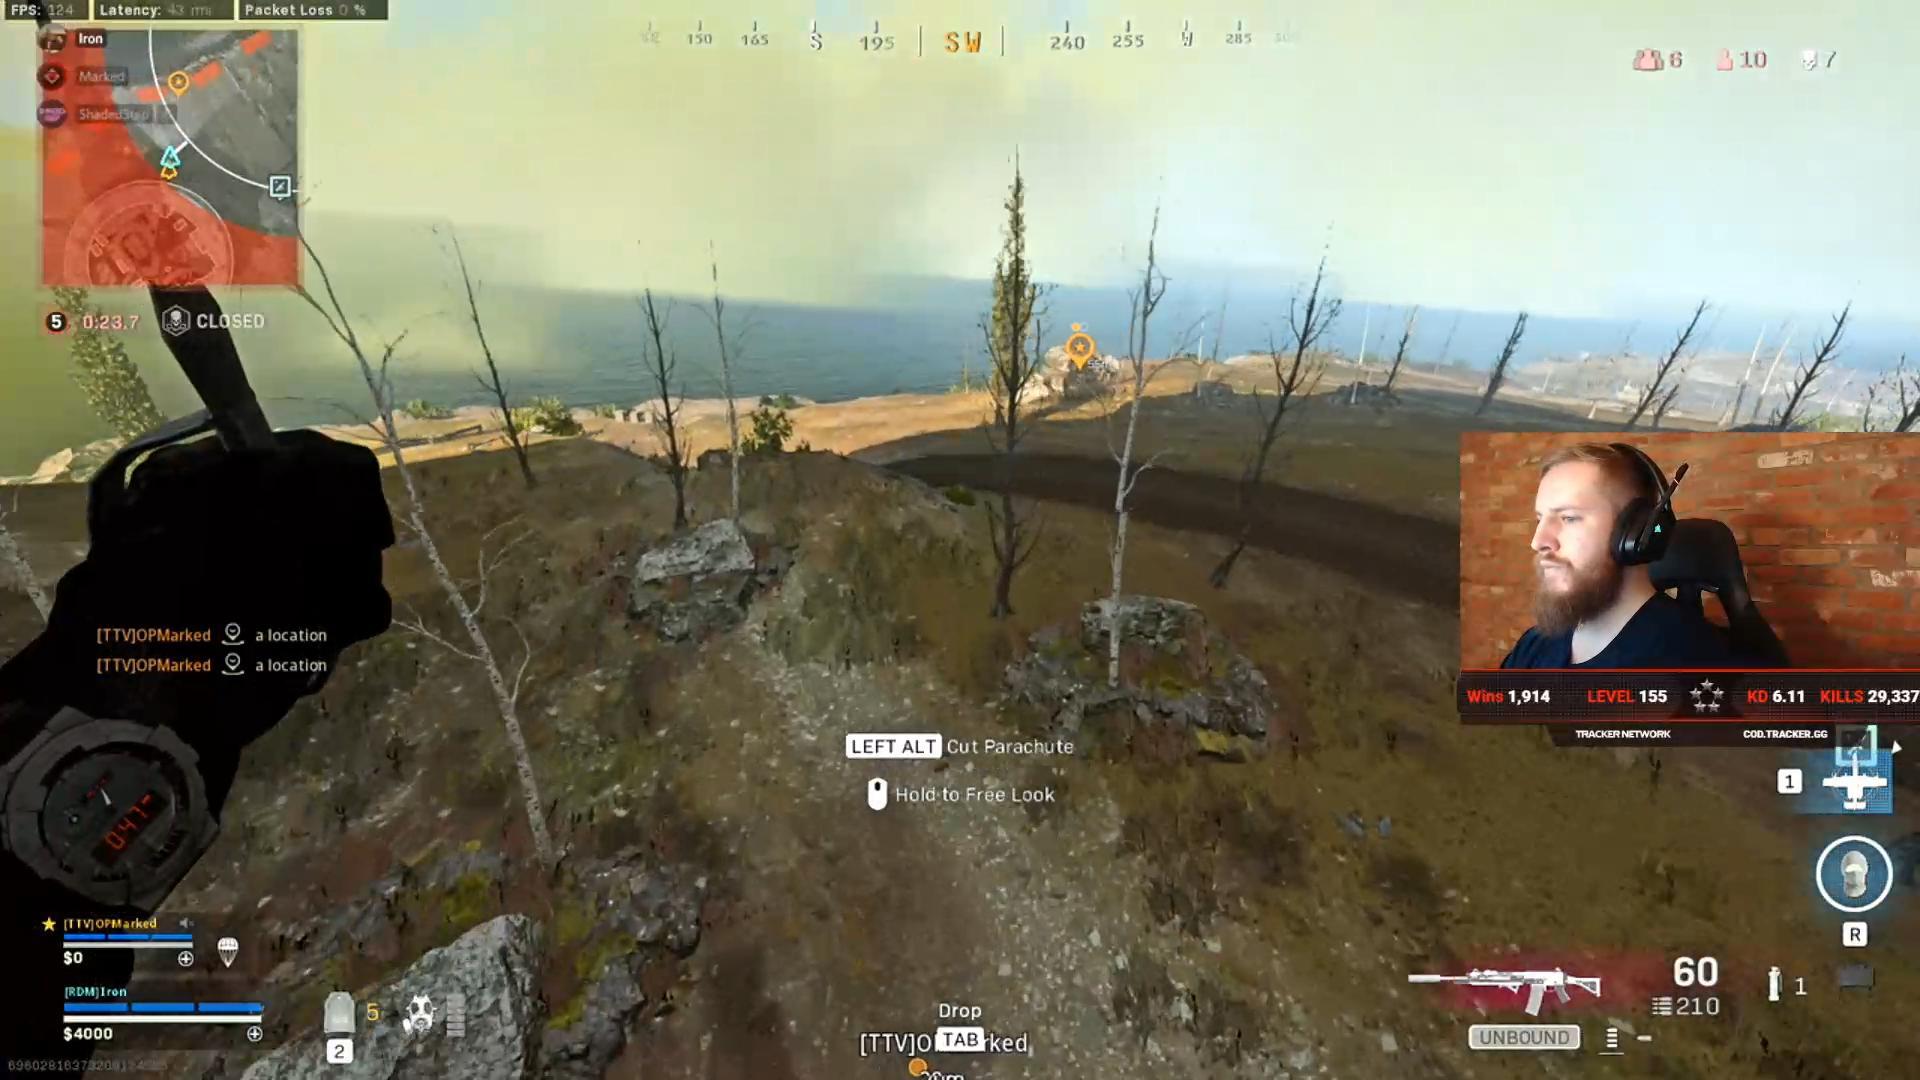 FPS: 124 Latency: 43 ms Packet Loss 0 %
150 165 S 195 SW 240 255 W 285
6 10 7
Iron
Marked
ShadedStep
5 0:23.7 CLOSED
[TTV]OPMarked a location
[TTV]OPMarked a location
LEFT ALT Cut Parachute
Hold to Free Look
Wins 1,914 LEVEL 155 KD 6.11 KILLS 29,337
TRACKER NETWORK COD.TRACKER.GG
1
R
[TTV]OPMarked
$0
[RDM]Iron
$4000
5
2
Drop
TAB
60
210
1
UNBOUND